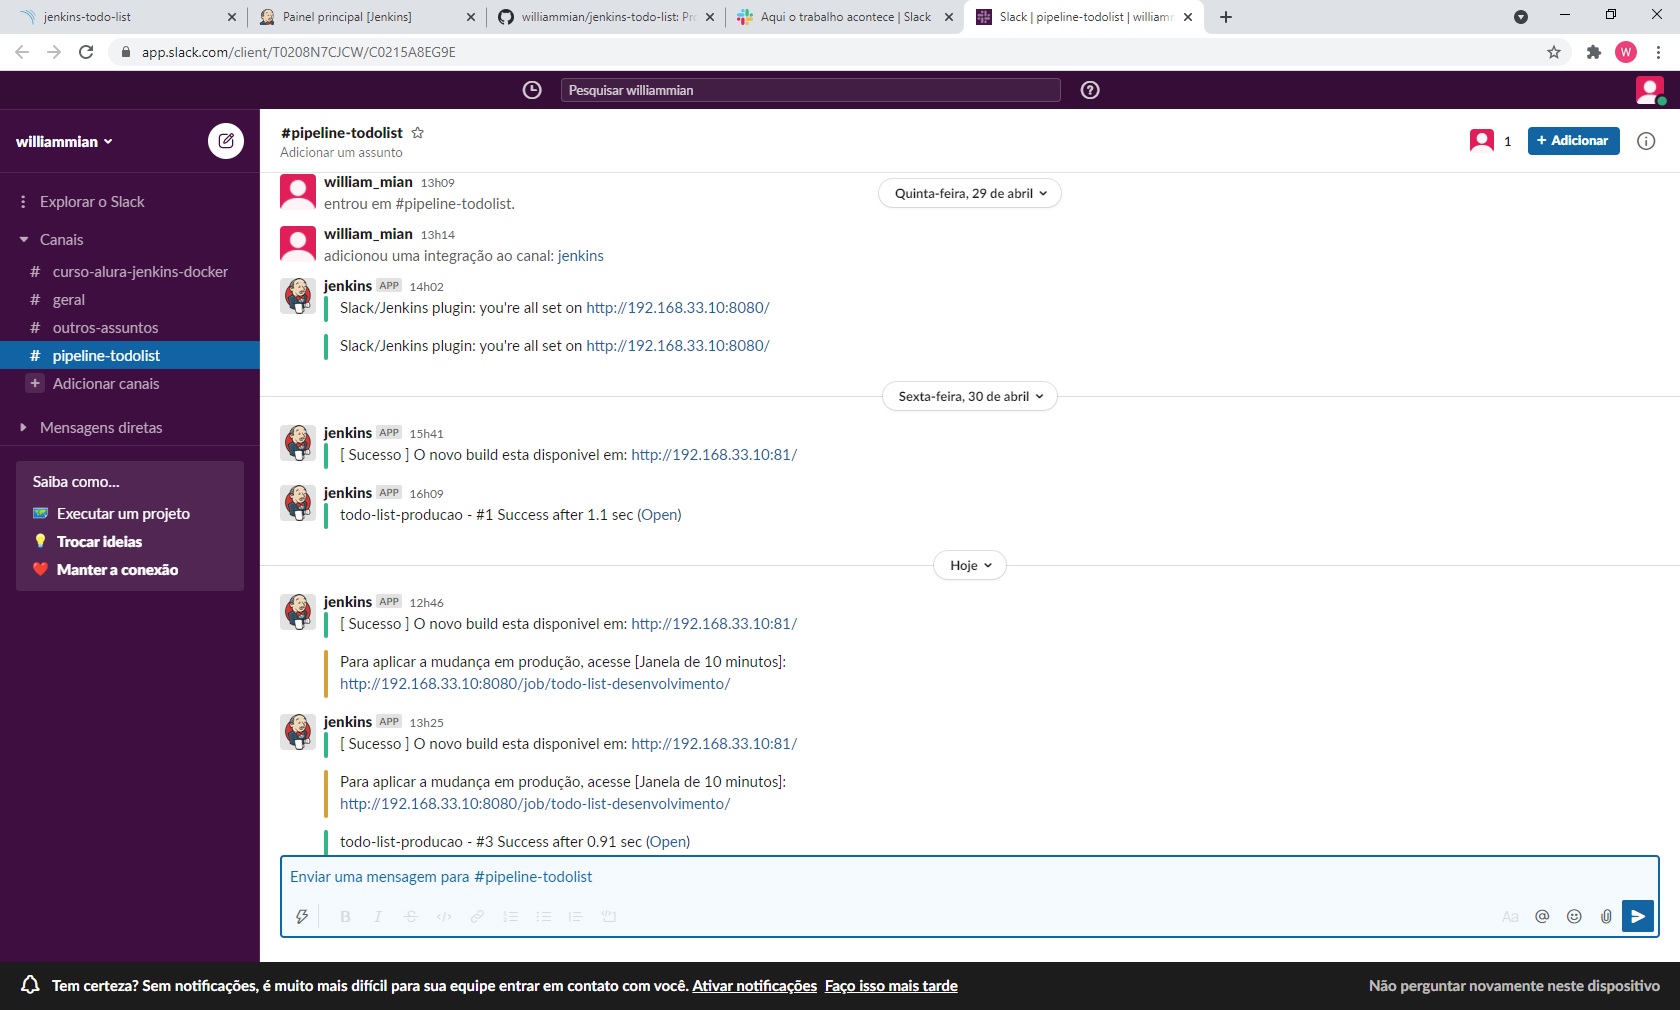 jenkins-todo-list
Painel principal [Jenkins]
williammian/jenkins-todo-list: Pro
Aqui o trabalho acontece | Slack
Slack | pipeline-todolist | william
app.slack.com/client/T0208N7CJCW/C0215A8EG9E
W
Pesquisar williammian
williammian
#pipeline-todolist
Adicionar um assunto
1
+ Adicionar
Explorar o Slack
Canais
# curso-alura-jenkins-docker
# geral
# outros-assuntos
# pipeline-todolist
+ Adicionar canais
Mensagens diretas
Saiba como...
Executar um projeto
Trocar ideias
Manter a conexão
william_mian 13h09
entrou em #pipeline-todolist.
Quinta-feira, 29 de abril
william_mian 13h14
adicionou uma integração ao canal: jenkins
jenkins APP 14h02
Slack/Jenkins plugin: you're all set on http://192.168.33.10:8080/
Slack/Jenkins plugin: you're all set on http://192.168.33.10:8080/
Sexta-feira, 30 de abril
jenkins APP 15h41
[ Sucesso ] O novo build esta disponivel em: http://192.168.33.10:81/
jenkins APP 16h09
todo-list-producao - #1 Success after 1.1 sec (Open)
Hoje
jenkins APP 12h46
[ Sucesso ] O novo build esta disponivel em: http://192.168.33.10:81/
Para aplicar a mudança em produção, acesse [Janela de 10 minutos]:
http://192.168.33.10:8080/job/todo-list-desenvolvimento/
jenkins APP 13h25
[ Sucesso ] O novo build esta disponivel em: http://192.168.33.10:81/
Para aplicar a mudança em produção, acesse [Janela de 10 minutos]:
http://192.168.33.10:8080/job/todo-list-desenvolvimento/
todo-list-producao - #3 Success after 0.91 sec (Open)
Enviar uma mensagem para #pipeline-todolist
B I S </> Aa @
Tem certeza? Sem notificações, é muito mais difícil para sua equipe entrar em contato com você. Ativar notificações Faço isso mais tarde
Não perguntar novamente neste dispositivo